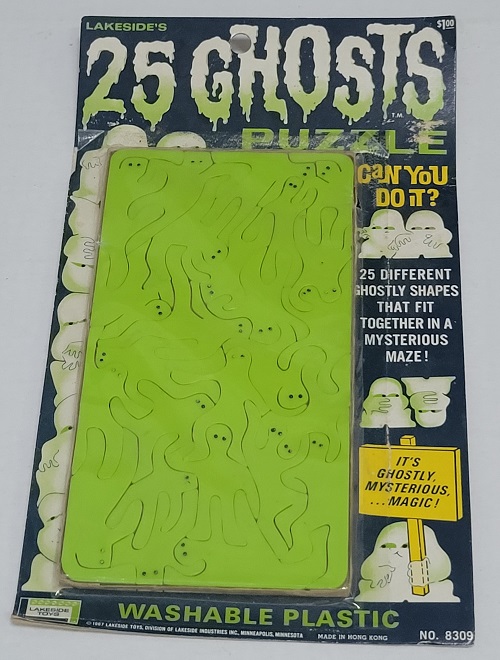 LAKESIDE'S
$1.00
25 GHOSTS
T.M.
PUZZLE
CaN YOU
DO iT?
25 DIFFERENT
GHOSTLY SHAPES
THAT FIT
TOGETHER IN A
MYSTERIOUS
MAZE!
IT'S
GHOSTLY,
MYSTERIOUS,
...MAGIC!
LAKESIDE
TOYS
WASHABLE PLASTIC
© 1967 LAKESIDE TOYS, DIVISION OF LAKESIDE INDUSTRIES INC., MINNEAPOLIS, MINNESOTA MADE IN HONG KONG NO. 8309